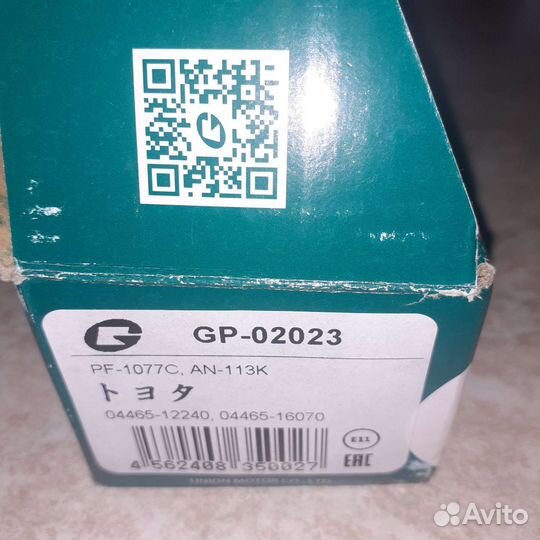 GP-02023
PF-1077C, AN-113K
トヨタ
04465-12240, 04465-16070
E11
4 562408 350027
EAC
UNION MOTOR CO., LTD.
Avito